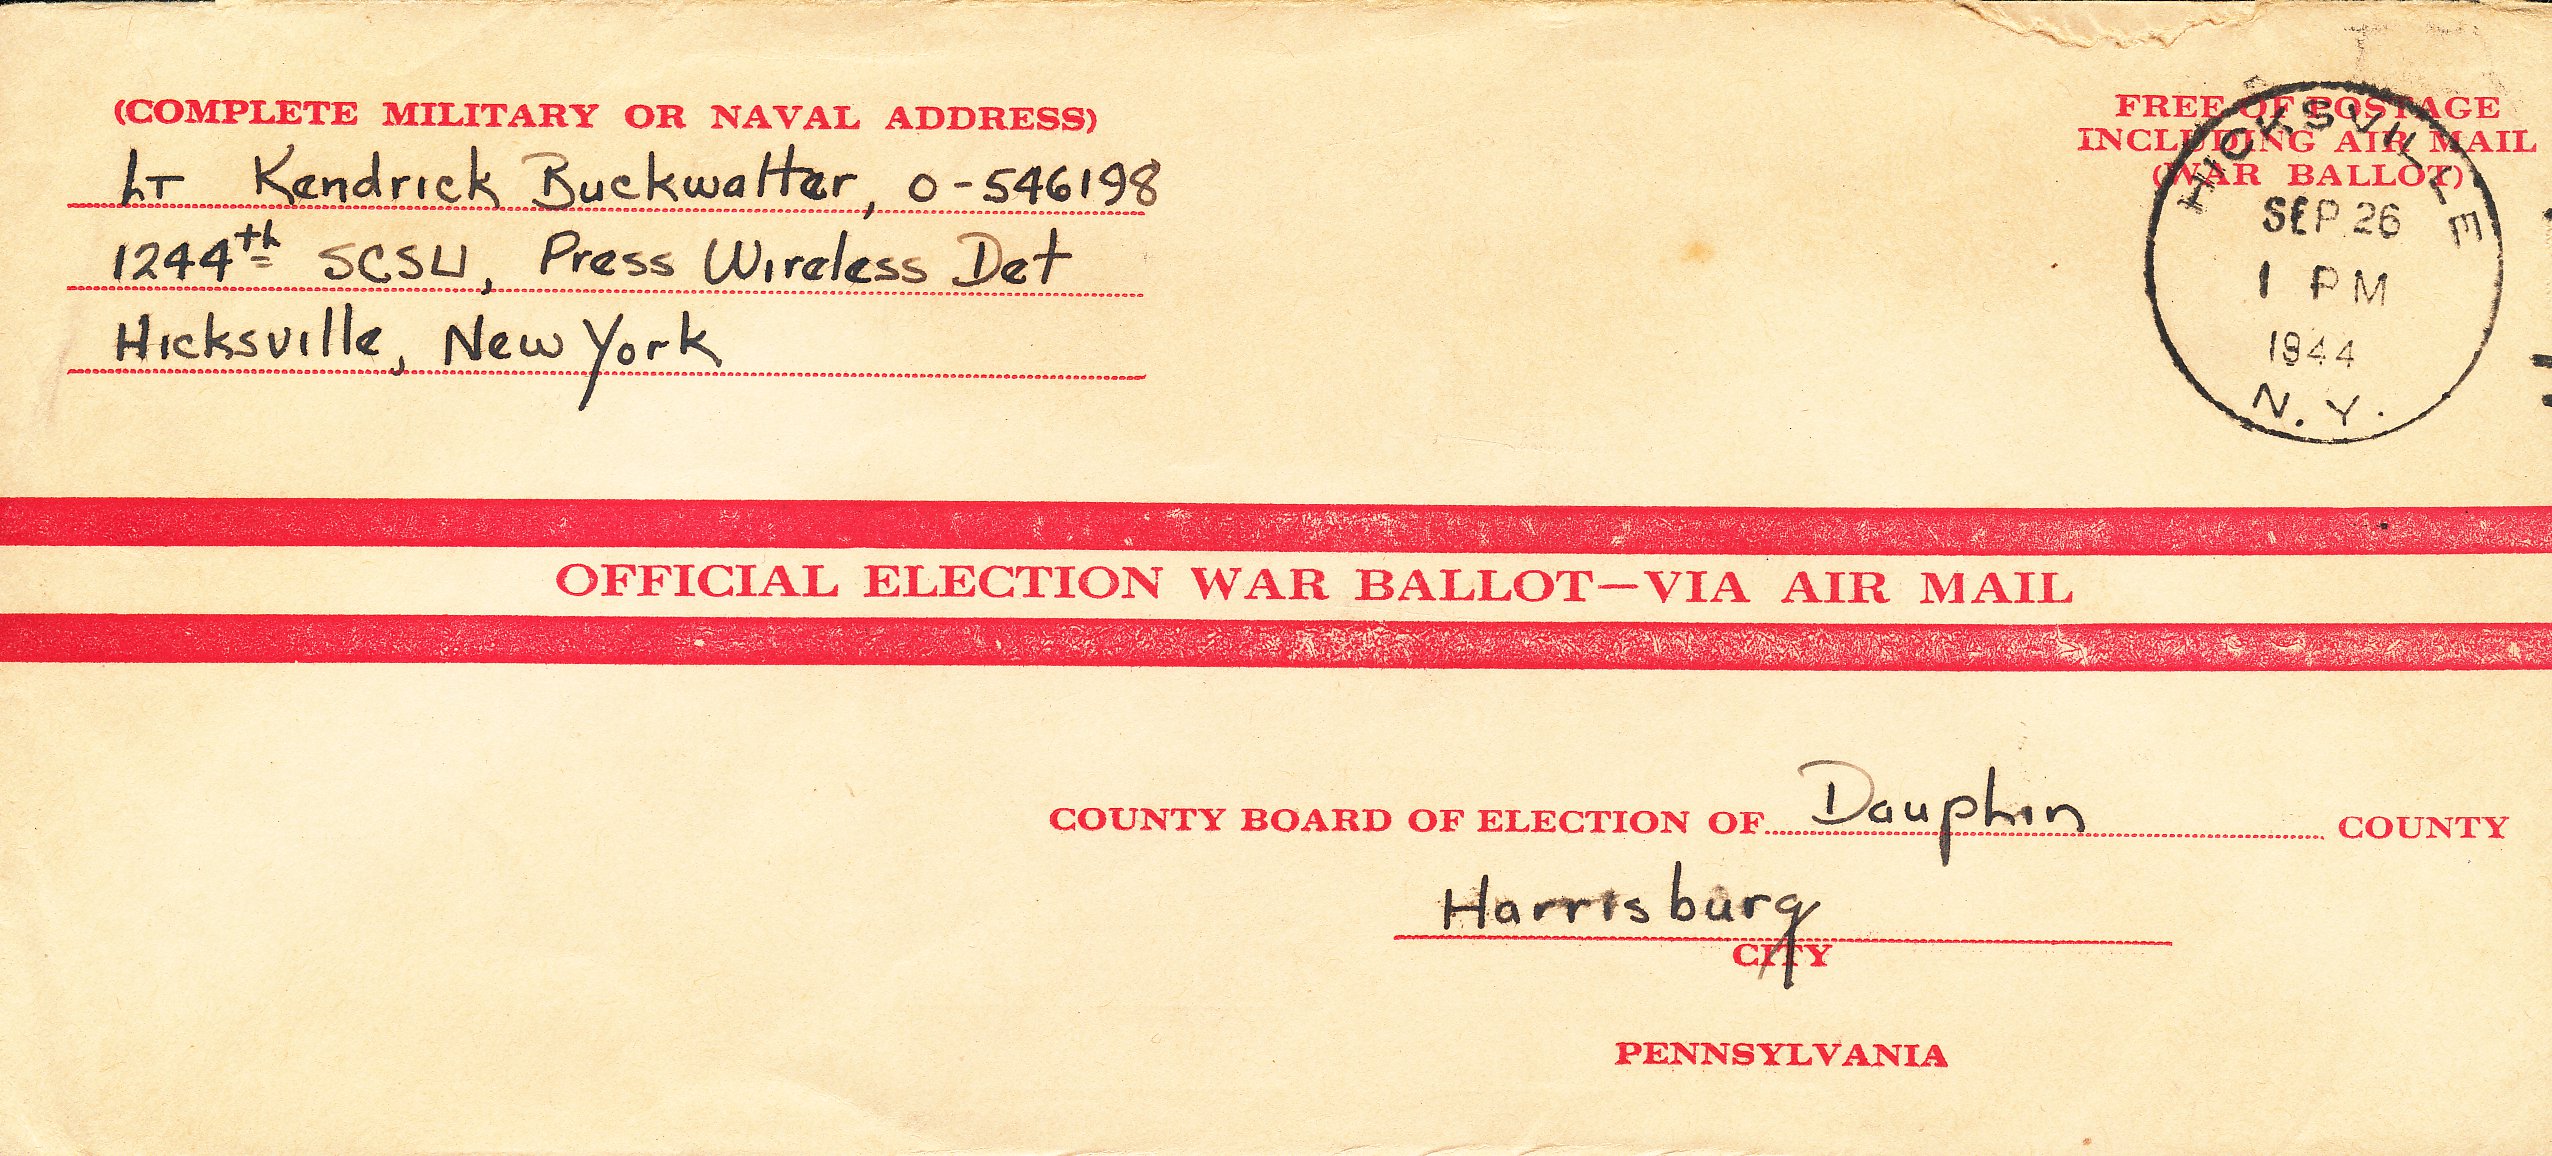 (COMPLETE MILITARY OR NAVAL ADDRESS)
LT Kendrick Buckwalter, O-546198
1244th SCSU, Press Wireless Det
Hicksville, New York
FREE OF POSTAGE
INCLUDING AIR MAIL
(WAR BALLOT)
HICKSVILLE
SEP 26
1 PM
1944
N.Y.
OFFICIAL ELECTION WAR BALLOT—VIA AIR MAIL
COUNTY BOARD OF ELECTION OF Dauphin COUNTY
Harrisburg
CITY
PENNSYLVANIA